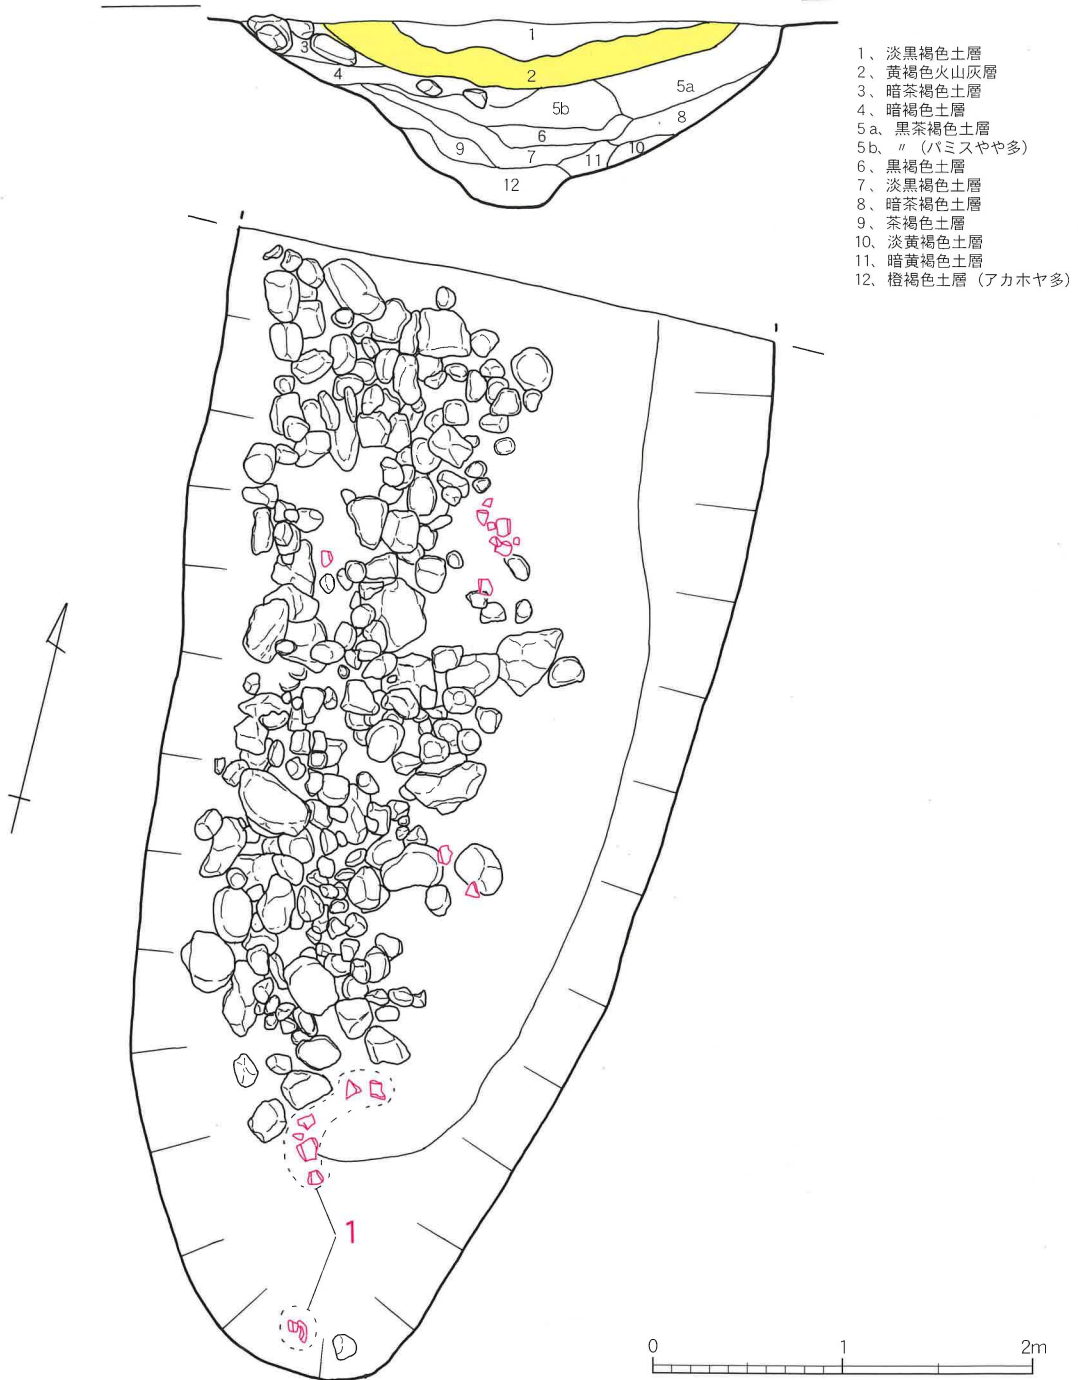 1
2
3
4
5a
5b
6
7
8
9
10
11
12
1、淡黒褐色土層
2、黄褐色火山灰層
3、暗茶褐色土層
4、暗褐色土層
5a、黒茶褐色土層
5b、〃（パミスやや多）
6、黒褐色土層
7、淡黒褐色土層
8、暗茶褐色土層
9、茶褐色土層
10、淡黄褐色土層
11、暗黄褐色土層
12、橙褐色土層（アカホヤ多）
1
0 1 2m